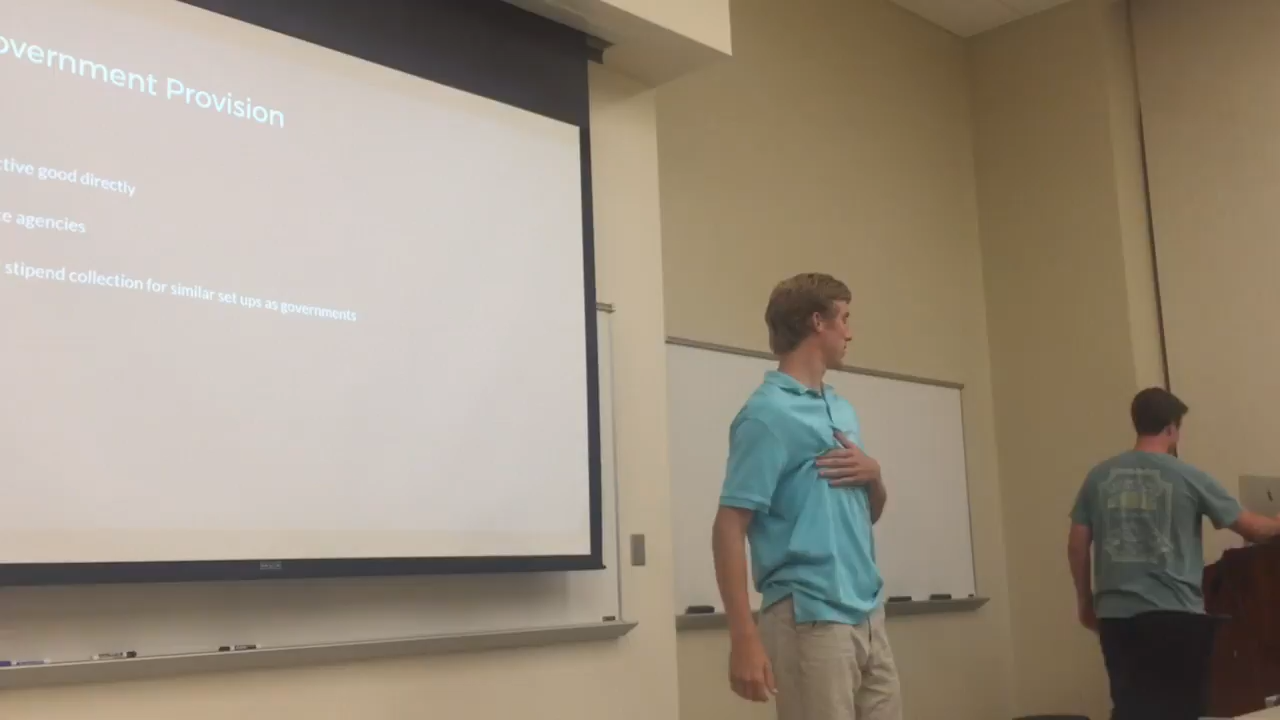 overnment Provision
ctive good directly
e agencies
stipend collection for similar set ups as governments